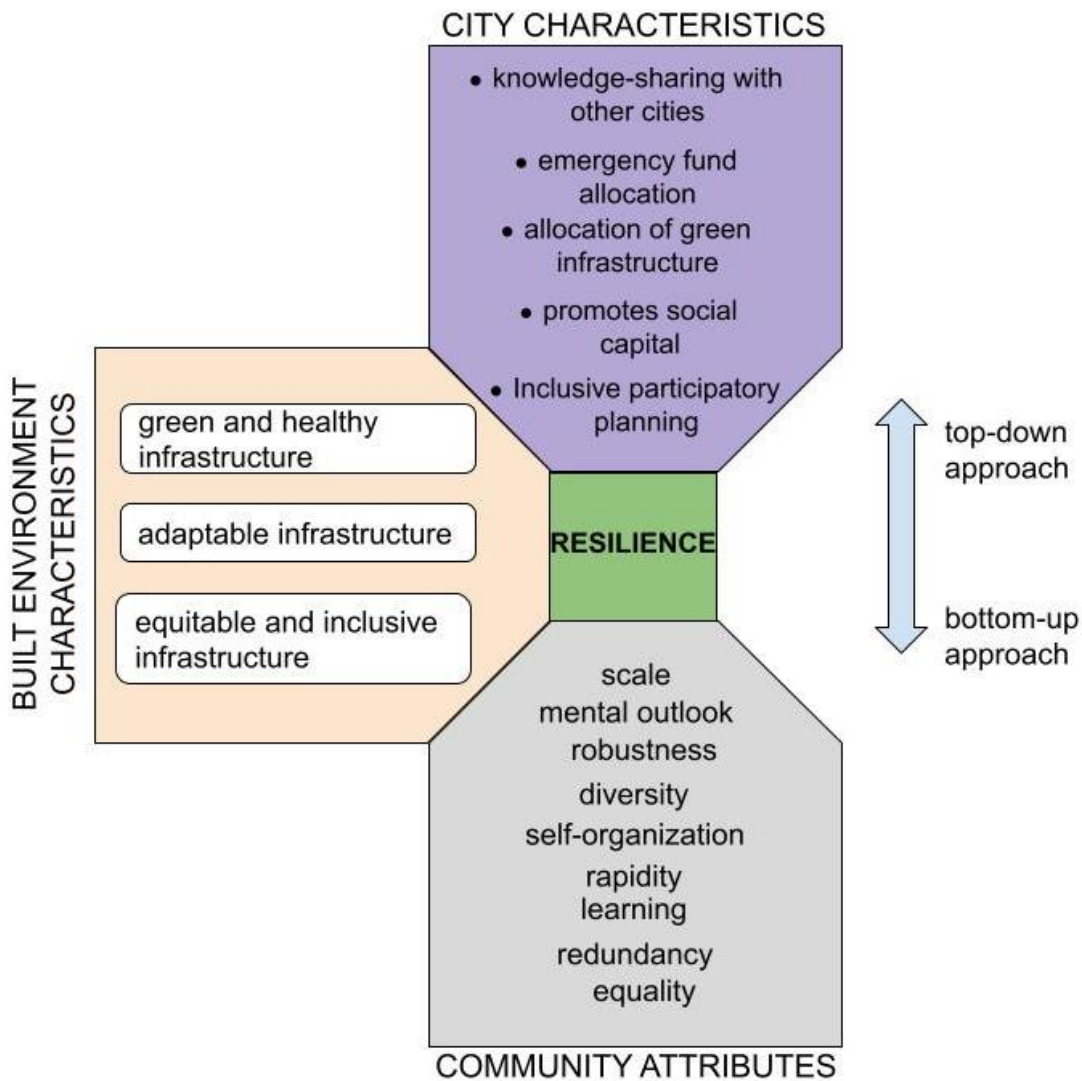 CITY CHARACTERISTICS
• knowledge-sharing with
other cities
• emergency fund
allocation
• allocation of green
infrastructure
• promotes social
capital
• Inclusive participatory
planning
BUILT ENVIRONMENT
CHARACTERISTICS
green and healthy
infrastructure
adaptable infrastructure
equitable and inclusive
infrastructure
RESILIENCE
top-down
approach
bottom-up
approach
scale
mental outlook
robustness
diversity
self-organization
rapidity
learning
redundancy
equality
COMMUNITY ATTRIBUTES